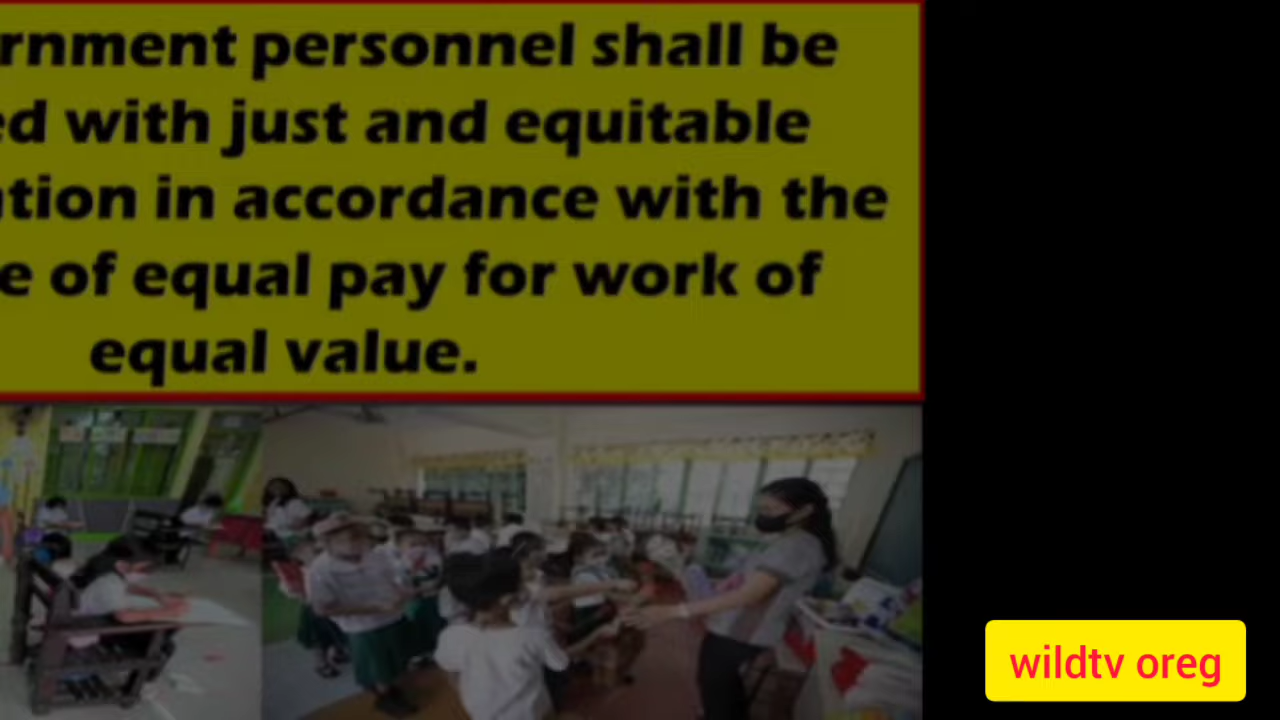 rnment personnel shall be
ed with just and equitable
ation in accordance with the
e of equal pay for work of
equal value.
wildtv oreg